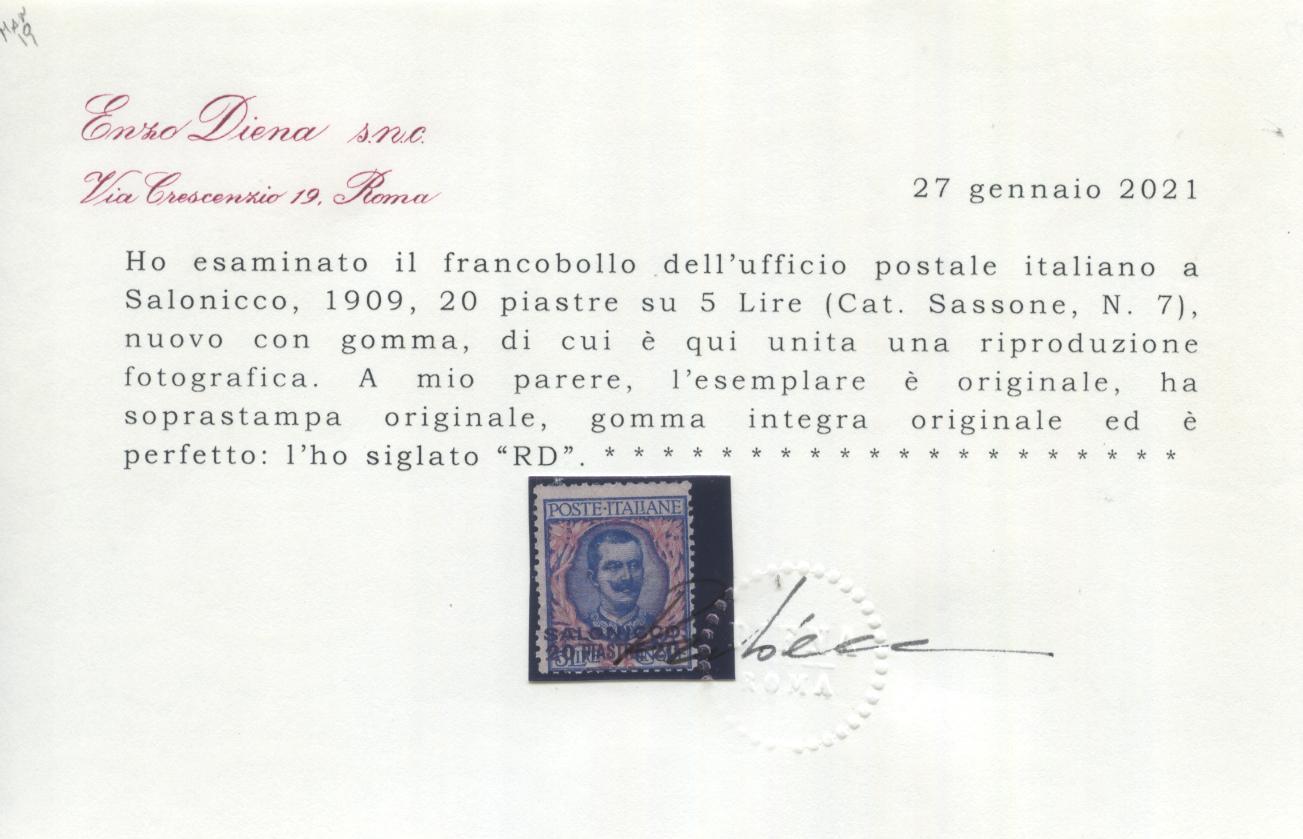 MAR
19
Enzo Diena s.n.c.
Via Crescenzio 19, Roma
27 gennaio 2021
Ho esaminato il francobollo dell'ufficio postale italiano a
Salonicco, 1909, 20 piastre su 5 Lire (Cat. Sassone, N. 7),
nuovo con gomma, di cui è qui unita una riproduzione
fotografica. A mio parere, l'esemplare è originale, ha
soprastampa originale, gomma integra originale ed è
perfetto: l'ho siglato “RD”. * * * * * * * * * * * * * * * * * * * *
POSTE·ITALIANE
SALONICCO
20 PIASTRE 20
ROMA